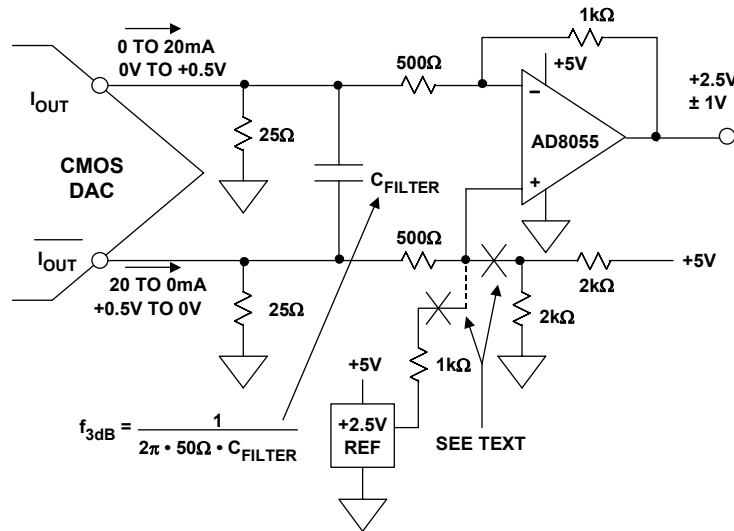 0 TO 20mA
0V TO +0.5V
I_OUT
CMOS
DAC
I̅_O̅U̅T̅
20 TO 0mA
+0.5V TO 0V
25Ω
25Ω
C_FILTER
500Ω
500Ω
1kΩ
+5V
−
+
AD8055
+2.5V
± 1V
+5V
2kΩ
2kΩ
1kΩ
+5V
+2.5V
REF
SEE TEXT
f_3dB = 1 / (2π • 50Ω • C_FILTER)